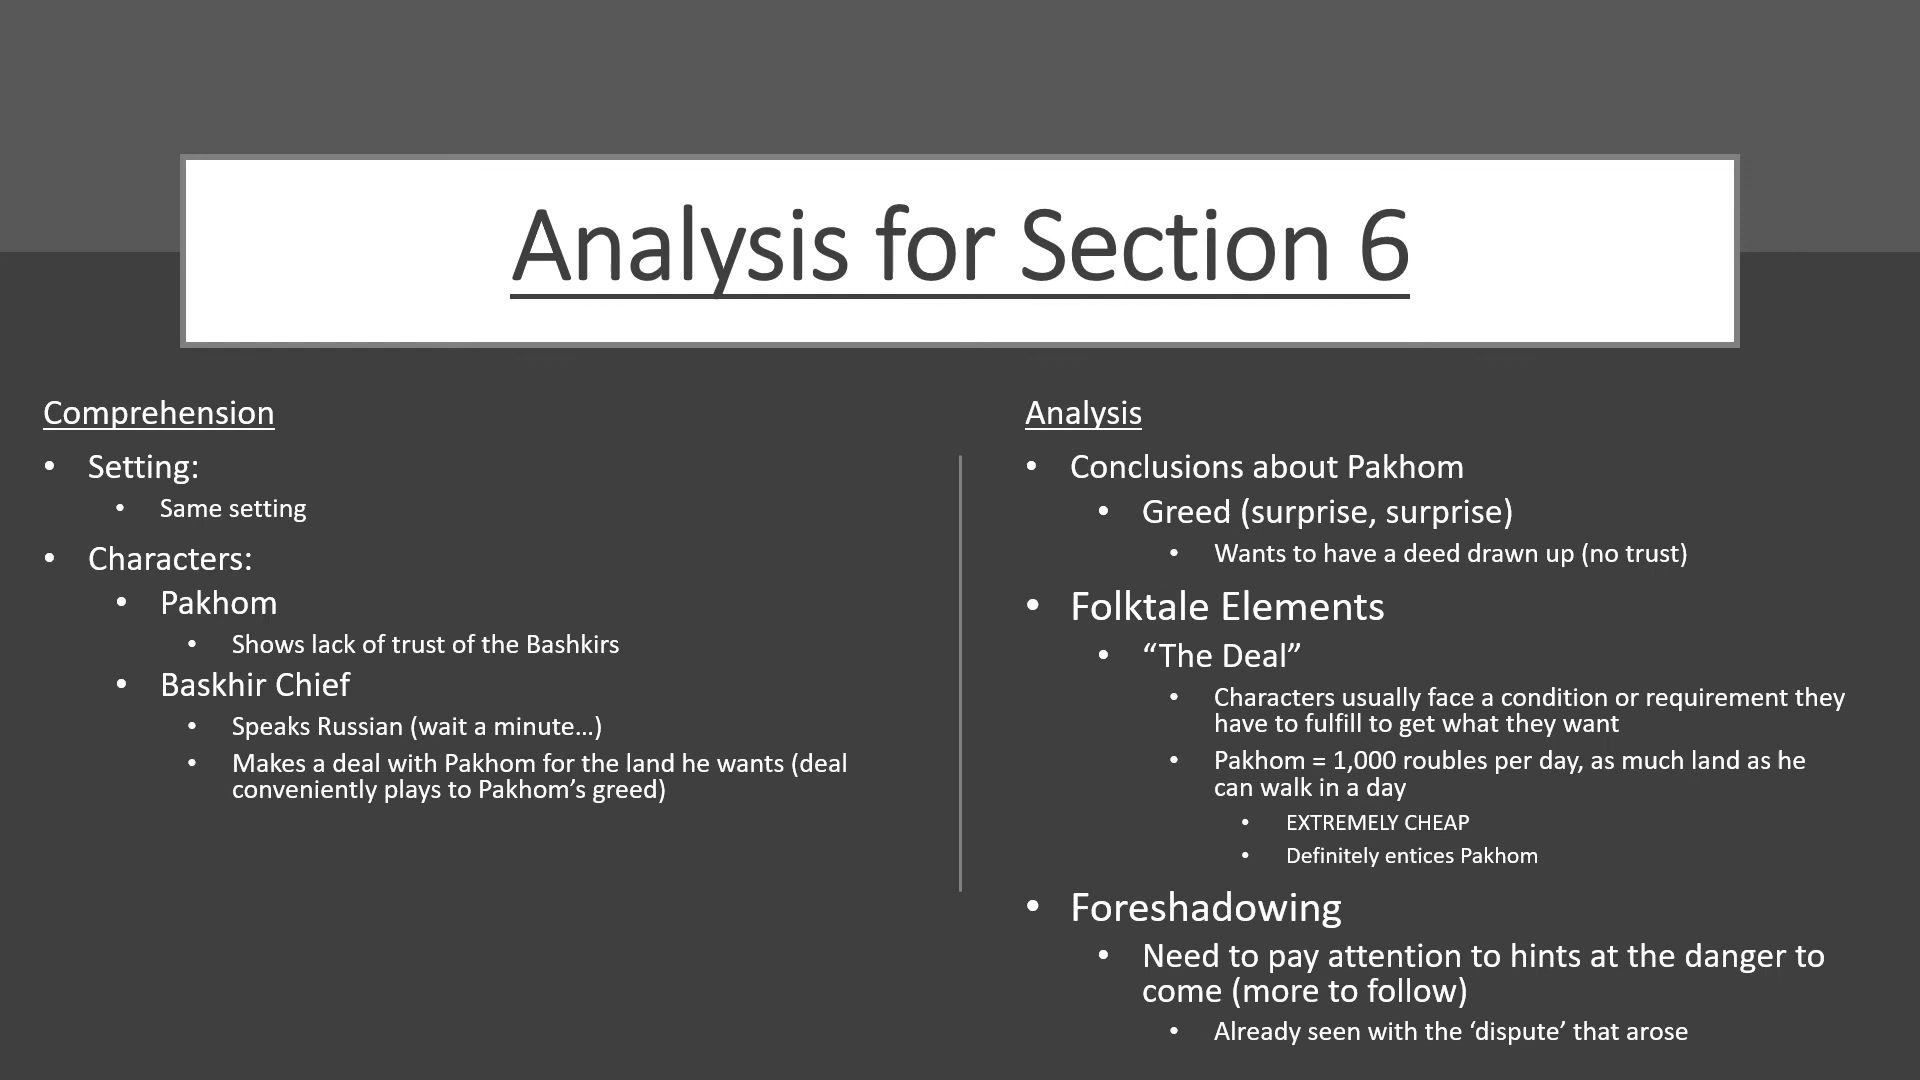 Analysis for Section 6
Comprehension
• Setting:
• Same setting
• Characters:
• Pakhom
• Shows lack of trust of the Bashkirs
• Baskhir Chief
• Speaks Russian (wait a minute…)
• Makes a deal with Pakhom for the land he wants (deal
conveniently plays to Pakhom’s greed)
Analysis
• Conclusions about Pakhom
• Greed (surprise, surprise)
• Wants to have a deed drawn up (no trust)
• Folktale Elements
• “The Deal”
• Characters usually face a condition or requirement they
have to fulfill to get what they want
• Pakhom = 1,000 roubles per day, as much land as he
can walk in a day
• EXTREMELY CHEAP
• Definitely entices Pakhom
• Foreshadowing
• Need to pay attention to hints at the danger to
come (more to follow)
• Already seen with the ‘dispute’ that arose